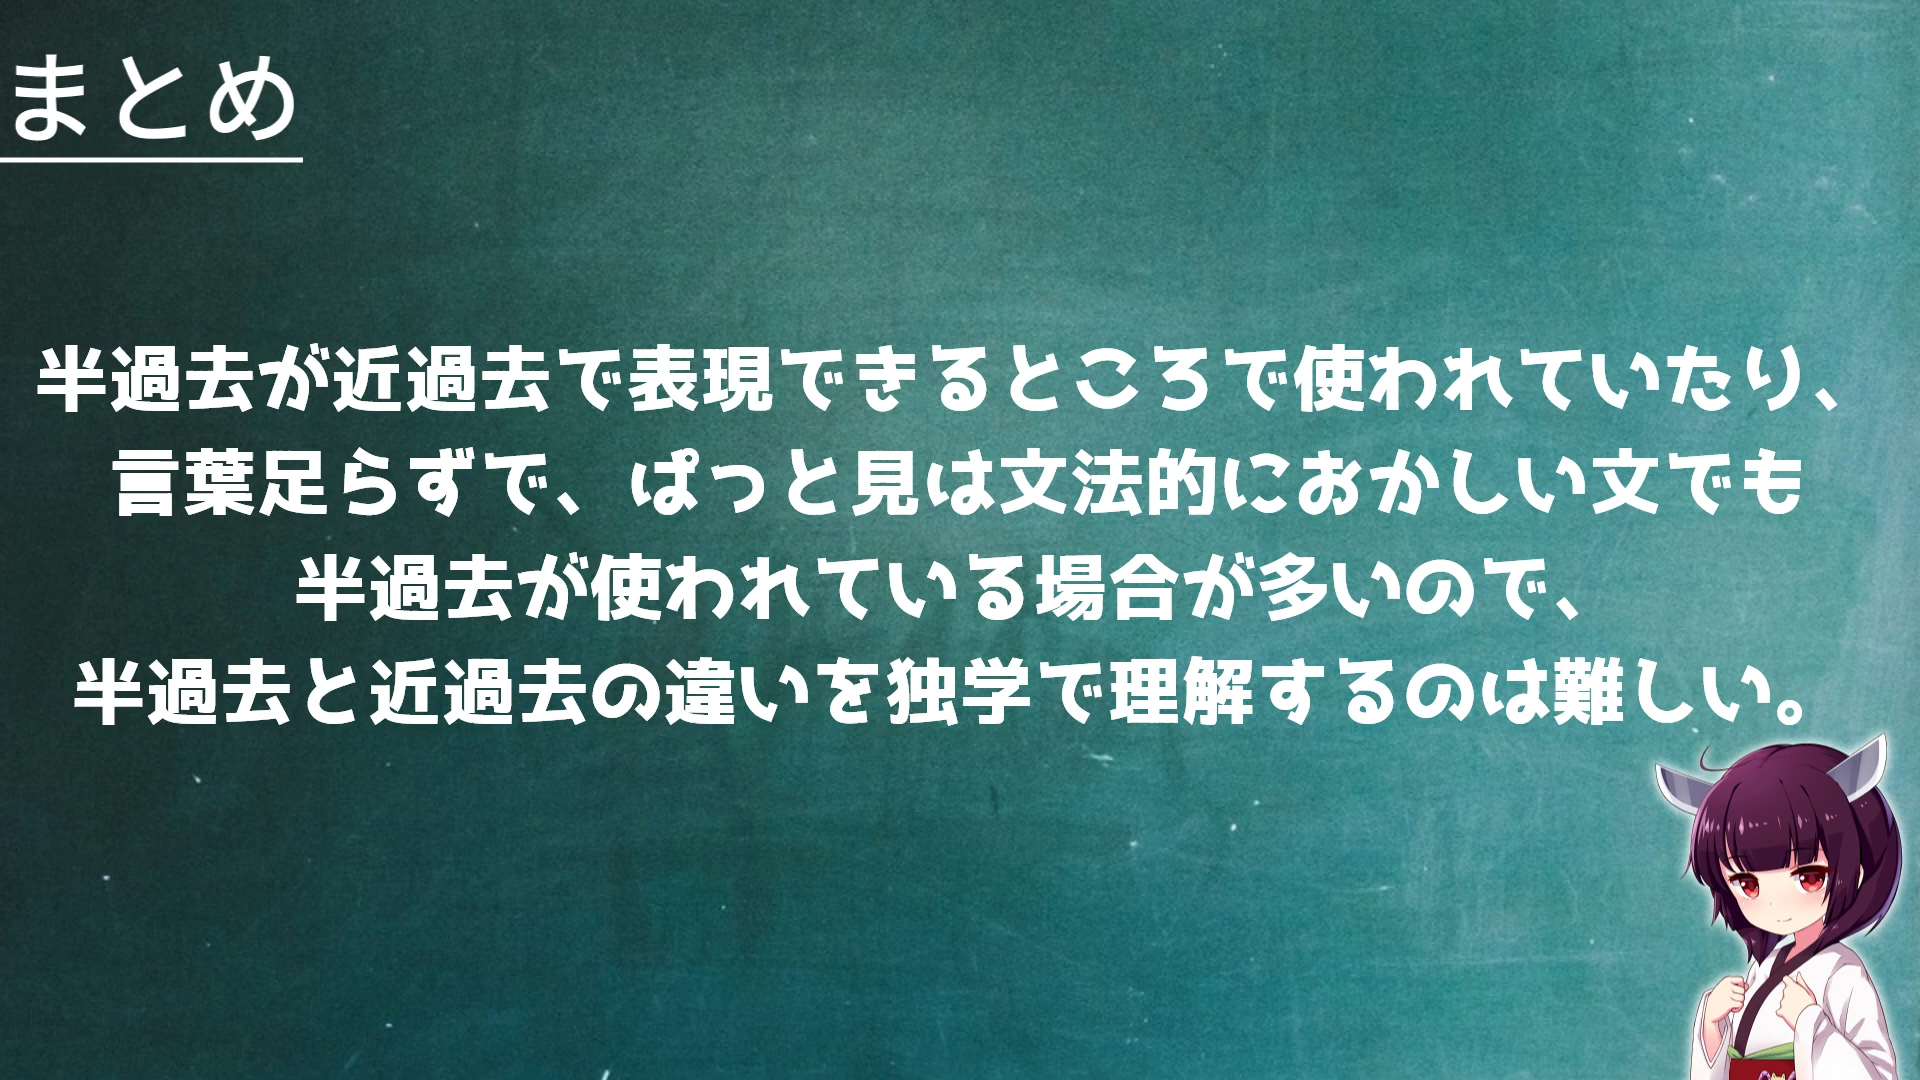 まとめ
半過去が近過去で表現できるところで使われていたり、
言葉足らずで、ぱっと見は文法的におかしい文でも
半過去が使われている場合が多いので、
半過去と近過去の違いを独学で理解するのは難しい。